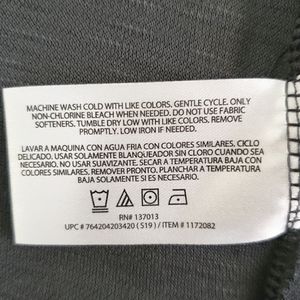 MACHINE WASH COLD WITH LIKE COLORS. GENTLE CYCLE. ONLY
NON-CHLORINE BLEACH WHEN NEEDED. DO NOT USE FABRIC
SOFTENERS. TUMBLE DRY LOW WITH LIKE COLORS. REMOVE
PROMPTLY. LOW IRON IF NEEDED.
LAVAR A MAQUINA CON AGUA FRIA CON COLORES SIMILARES. CICLO
DELICADO. USAR SOLAMENTE BLANQUEADOR SIN CLORO CUANDO SEA
NECESARIO. NO USAR SUAVIZANTE. SECAR A TEMPERATURA BAJA CON
COLORES SIMILARES. REMOVER PRONTO. PLANCHAR A TEMPERATURA
BAJA SI ES NECESARIO.
RN# 137013
UPC # 764204203420 ( S19 ) / ITEM # 1172082